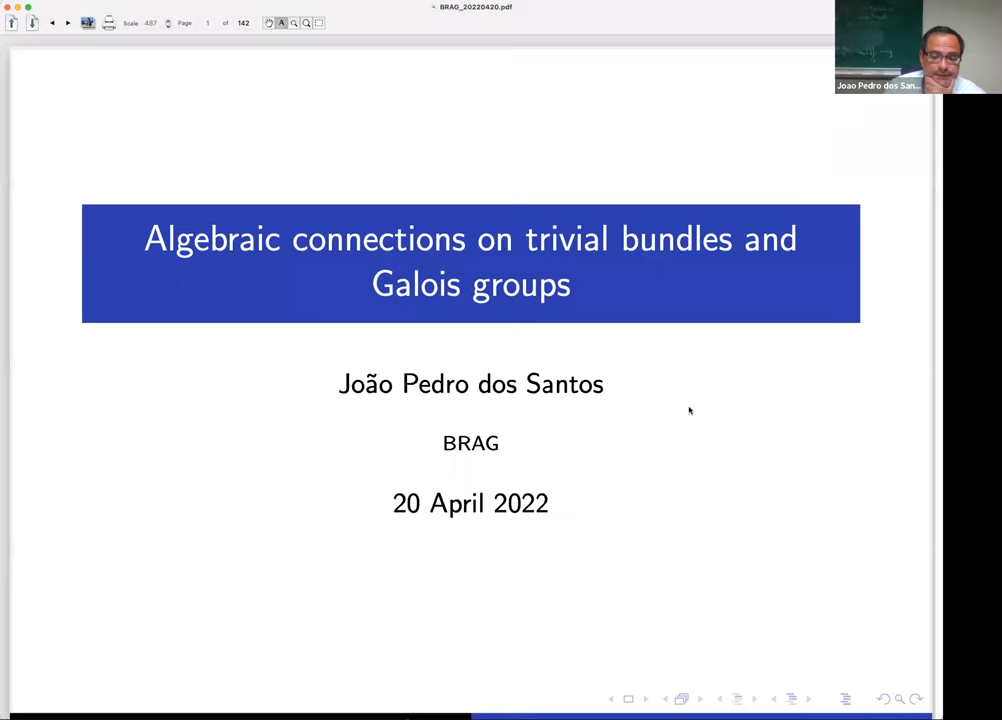 BRAG_20220420.pdf
Scale 487 Page 1 of 142
A
Joao Pedro dos San...
Algebraic connections on trivial bundles and
Galois groups
João Pedro dos Santos
BRAG
20 April 2022